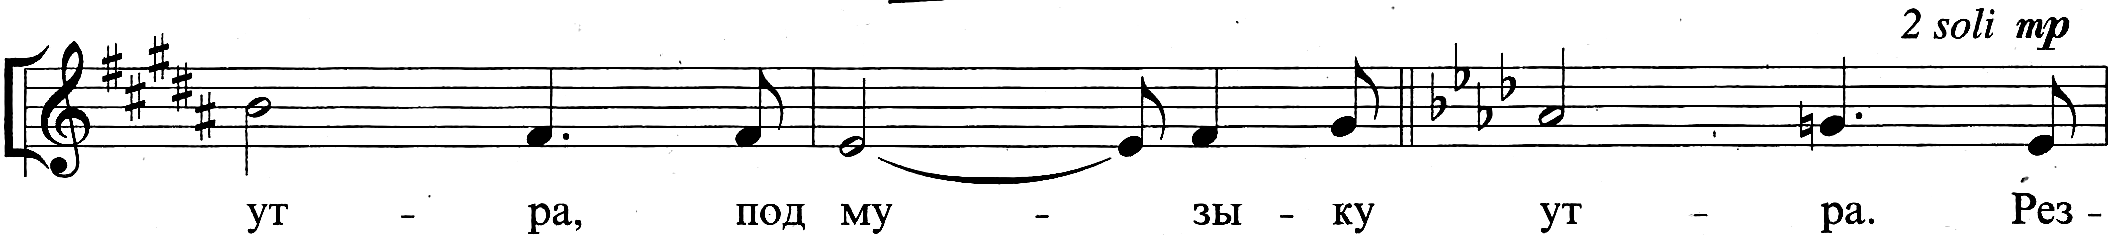 2 soli mp
ут - ра, под му - зы - ку ут - ра. Рез -